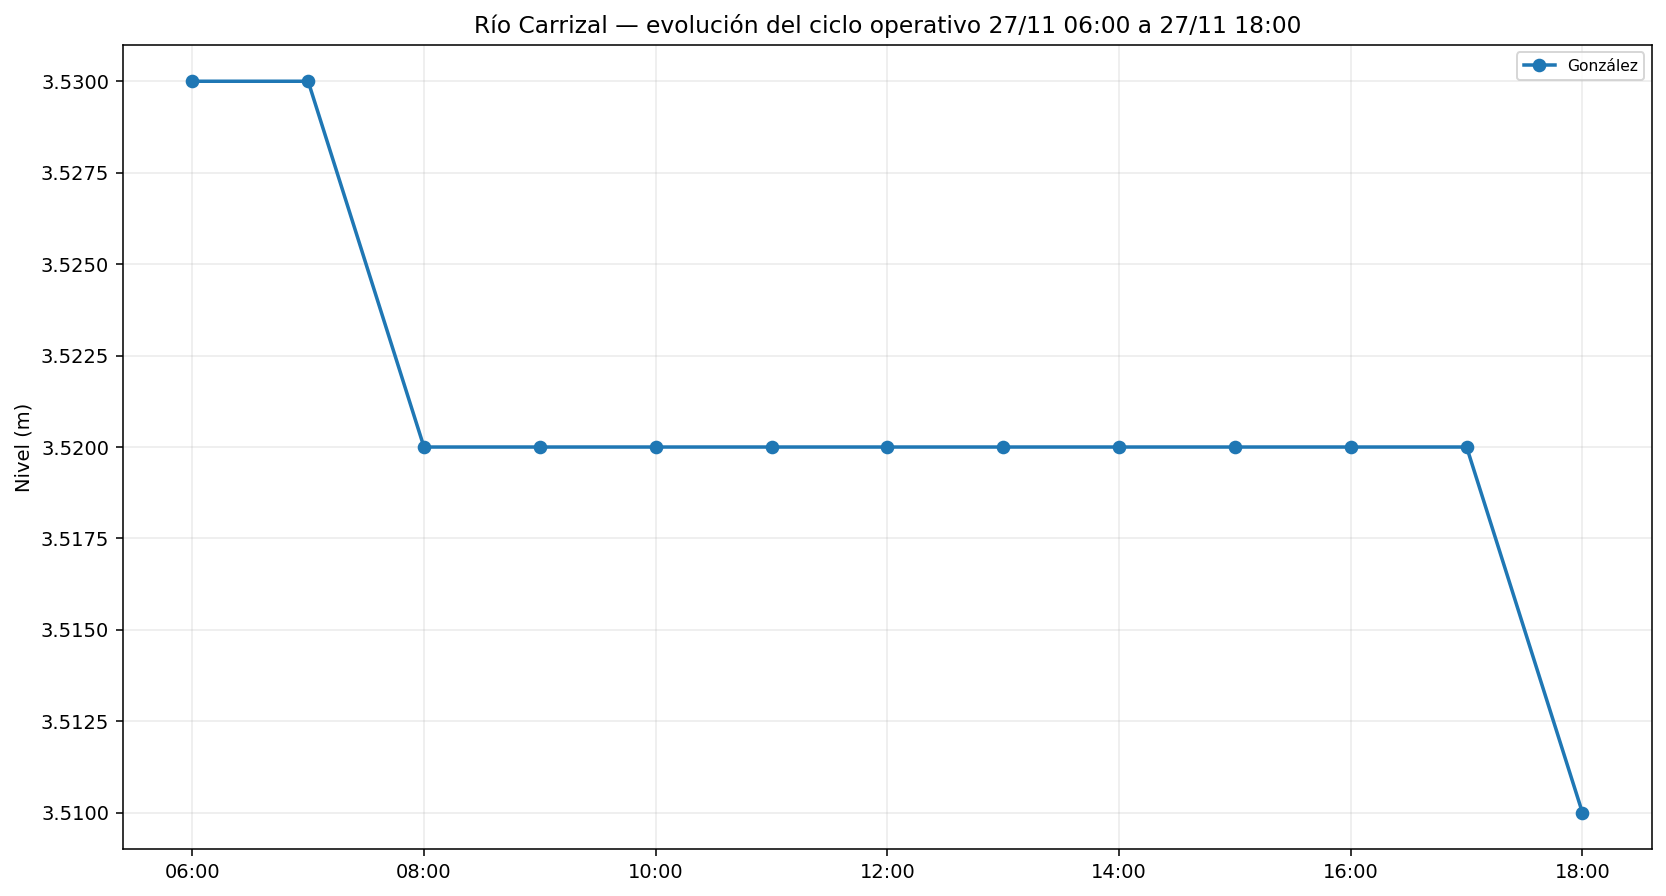 Río Carrizal — evolución del ciclo operativo 27/11 06:00 a 27/11 18:00
González
3.5300
3.5275
3.5250
3.5225
3.5200
3.5175
3.5150
3.5125
3.5100
Nivel (m)
06:00 08:00 10:00 12:00 14:00 16:00 18:00